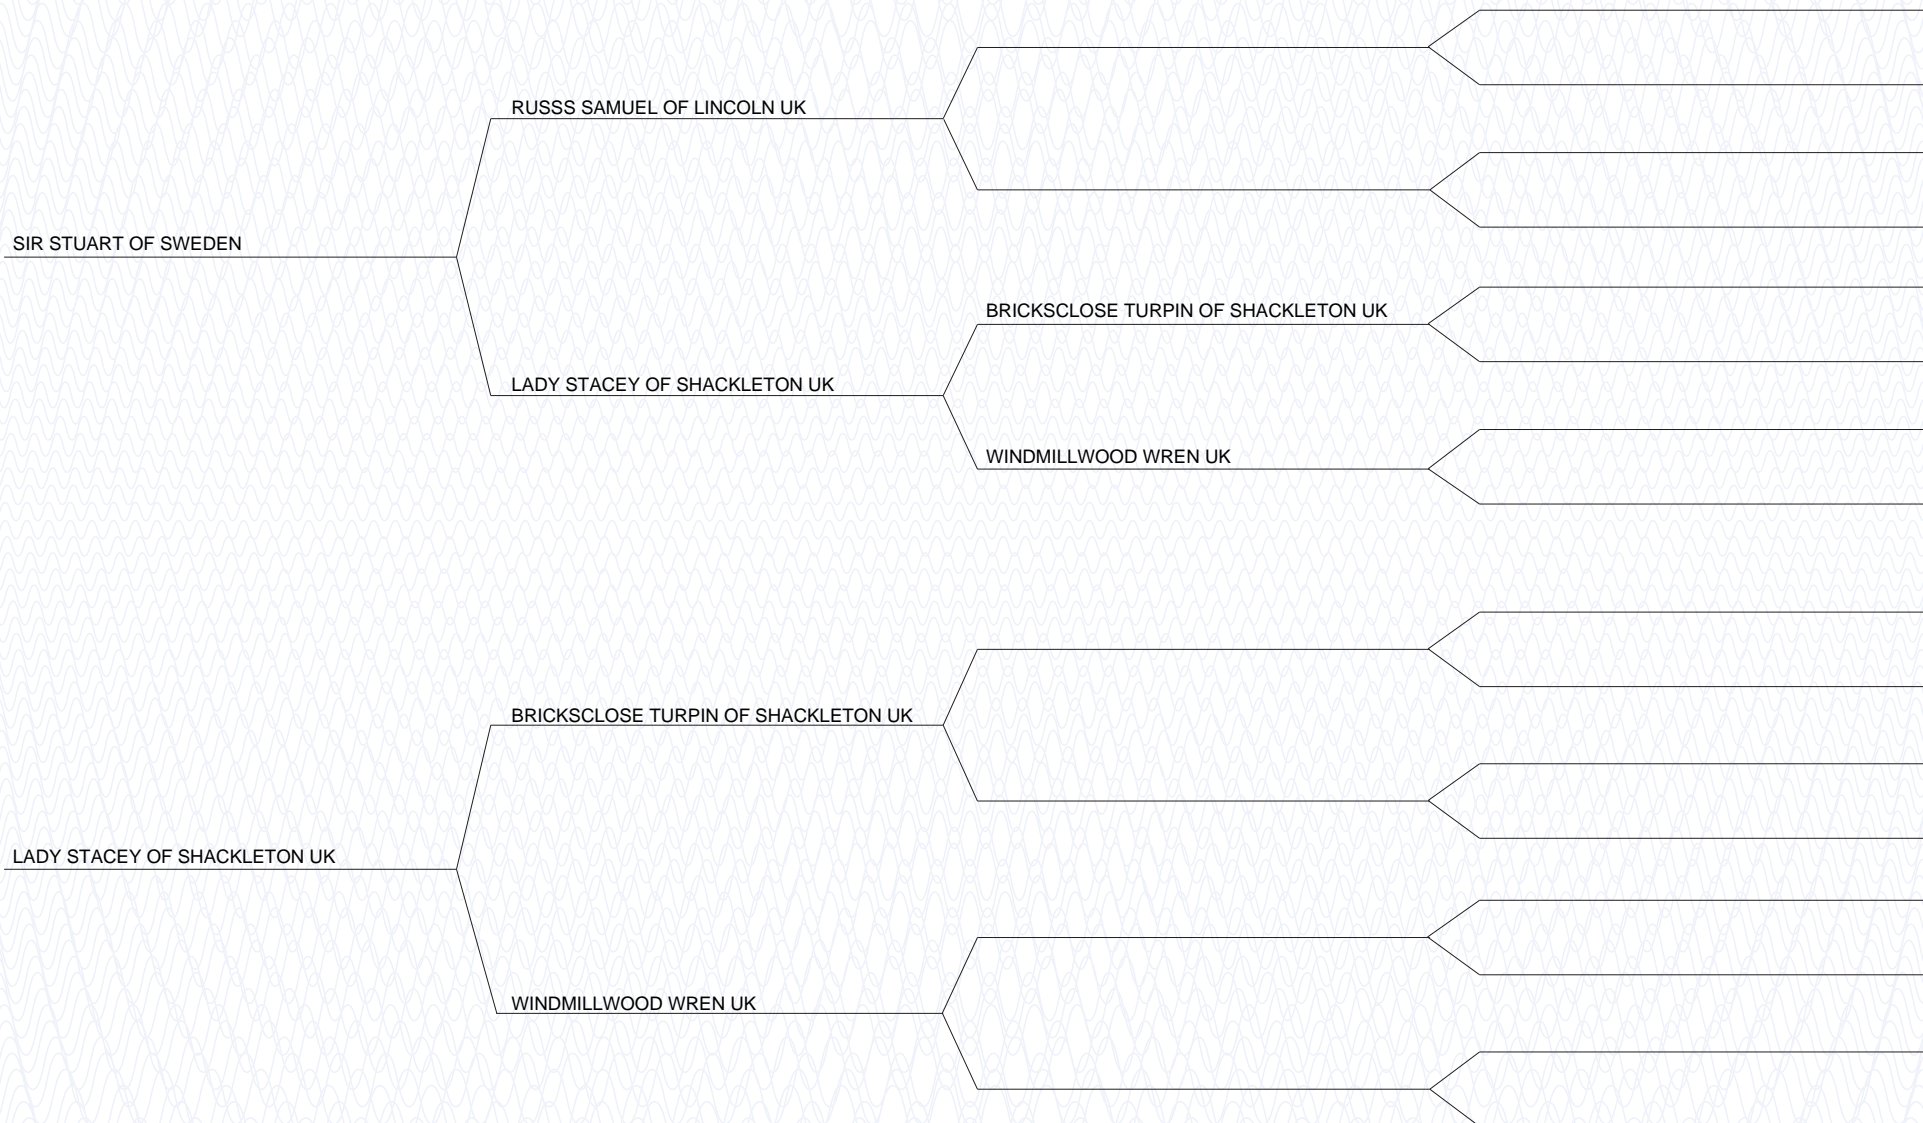 RUSSS SAMUEL OF LINCOLN UK
SIR STUART OF SWEDEN
BRICKSCLOSE TURPIN OF SHACKLETON UK
LADY STACEY OF SHACKLETON UK
WINDMILLWOOD WREN UK
BRICKSCLOSE TURPIN OF SHACKLETON UK
LADY STACEY OF SHACKLETON UK
WINDMILLWOOD WREN UK